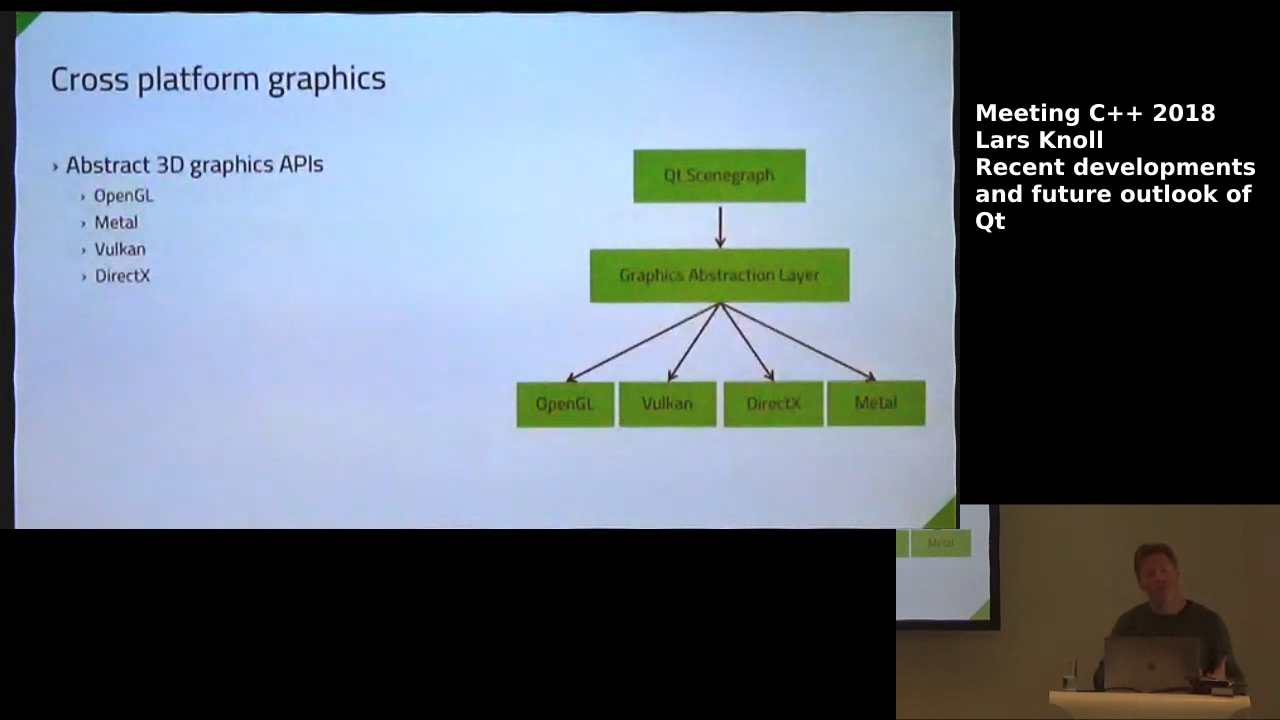 Cross platform graphics
› Abstract 3D graphics APIs
› OpenGL
› Metal
› Vulkan
› DirectX
Qt Scenegraph
Graphics Abstraction Layer
OpenGL
Vulkan
DirectX
Metal
Meeting C++ 2018
Lars Knoll
Recent developments
and future outlook of
Qt
Metal